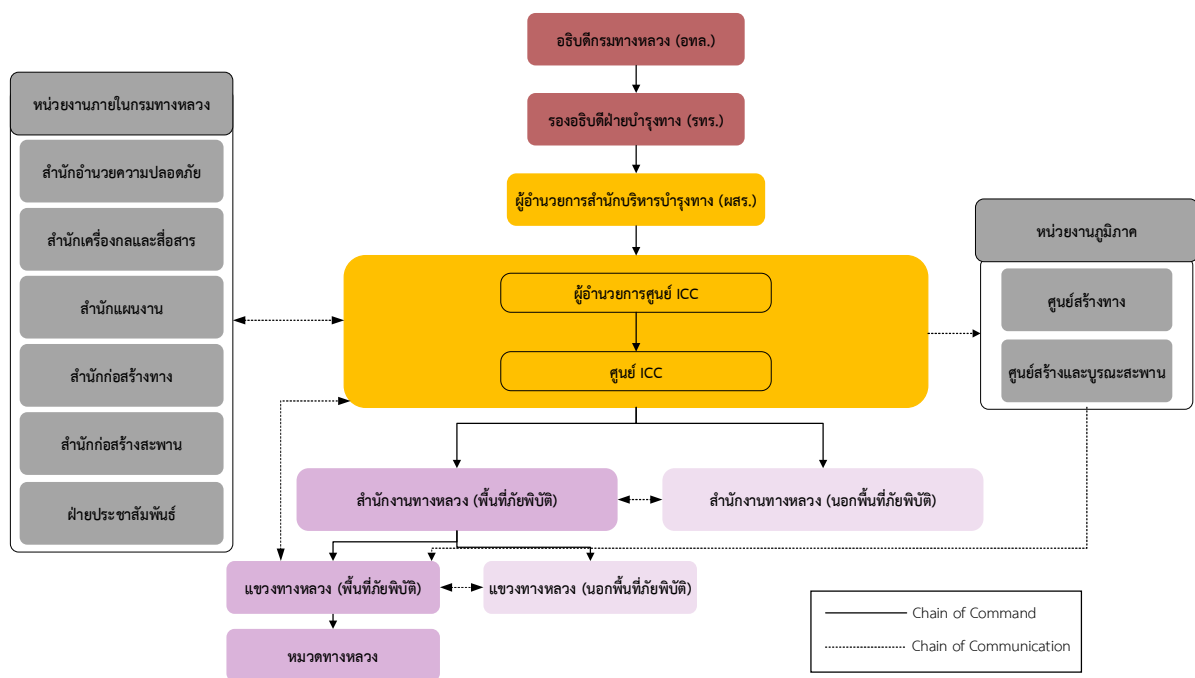 อธิบดีกรมทางหลวง (อทล.)
รองอธิบดีฝ่ายบำรุงทาง (รทร.)
ผู้อำนวยการสำนักบริหารบำรุงทาง (ผสร.)
หน่วยงานภายในกรมทางหลวง
สำนักอำนวยความปลอดภัย
สำนักเครื่องกลและสื่อสาร
สำนักแผนงาน
สำนักก่อสร้างทาง
สำนักก่อสร้างสะพาน
ฝ่ายประชาสัมพันธ์
ผู้อำนวยการศูนย์ ICC
ศูนย์ ICC
หน่วยงานภูมิภาค
ศูนย์สร้างทาง
ศูนย์สร้างและบูรณะสะพาน
สำนักงานทางหลวง (พื้นที่ภัยพิบัติ)
สำนักงานทางหลวง (นอกพื้นที่ภัยพิบัติ)
แขวงทางหลวง (พื้นที่ภัยพิบัติ)
แขวงทางหลวง (นอกพื้นที่ภัยพิบัติ)
หมวดทางหลวง
Chain of Command
Chain of Communication